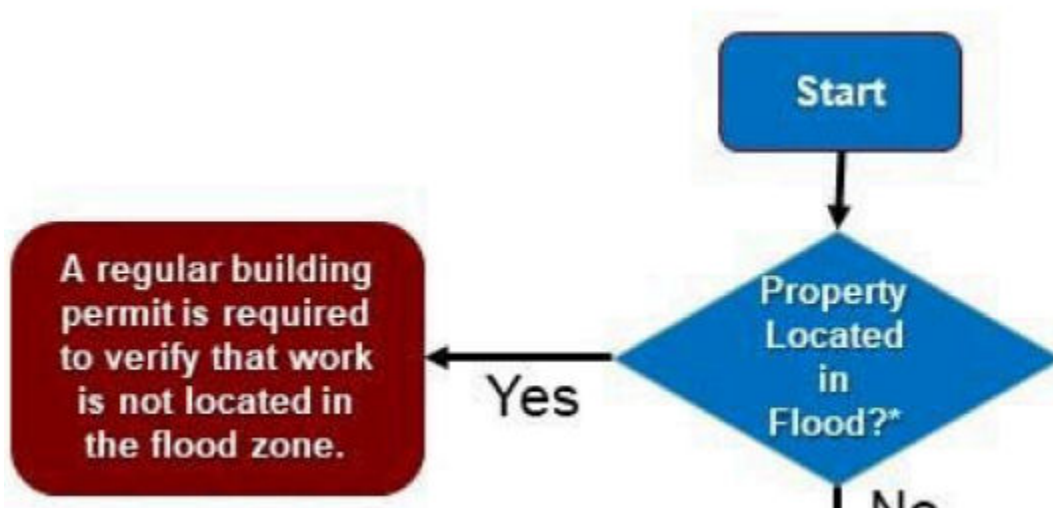 Start
A regular building
permit is required
to verify that work
is not located in
the flood zone.
Yes
Property
Located
in
Flood?*
No